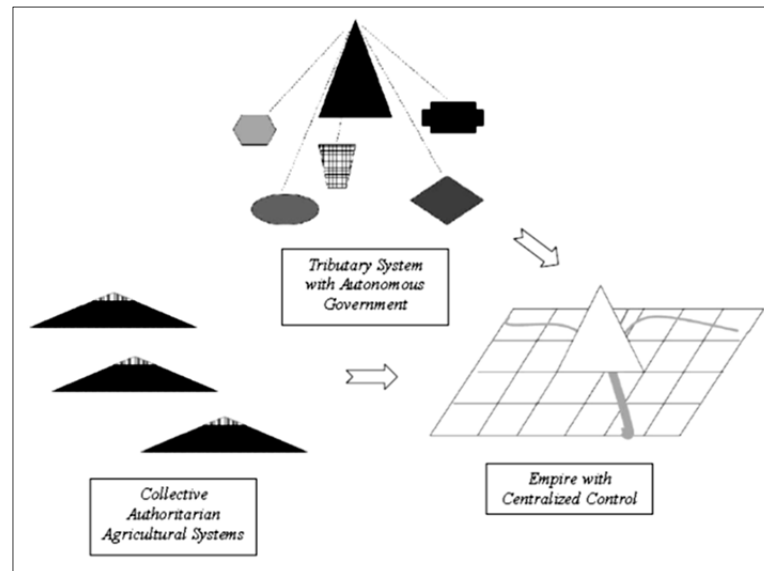 Tributary System
with Autonomous
Government
Collective
Authoritarian
Agricultural Systems
Empire with
Centralized Control